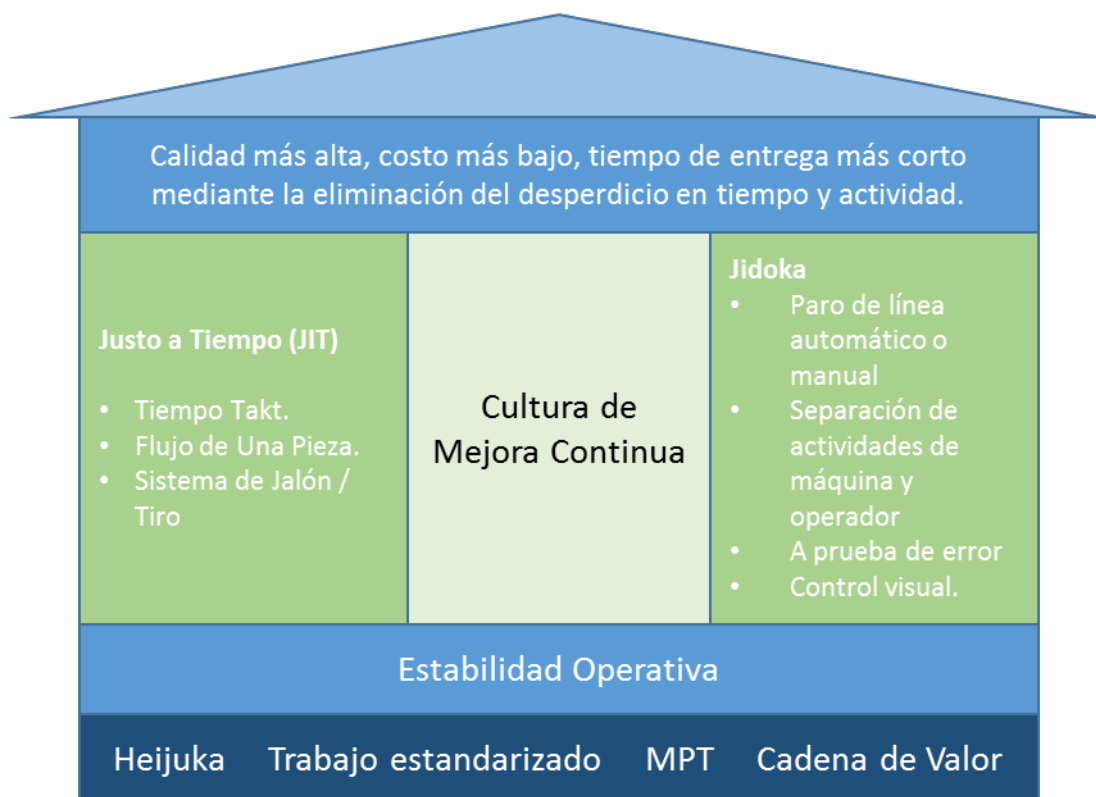 Calidad más alta, costo más bajo, tiempo de entrega más corto
mediante la eliminación del desperdicio en tiempo y actividad.
Justo a Tiempo (JIT)
• Tiempo Takt.
• Flujo de Una Pieza.
• Sistema de Jalón /
Tiro
Cultura de
Mejora Continua
Jidoka
• Paro de línea
automático o
manual
• Separación de
actividades de
máquina y
operador
• A prueba de error
• Control visual.
Estabilidad Operativa
Heijuka Trabajo estandarizado MPT Cadena de Valor